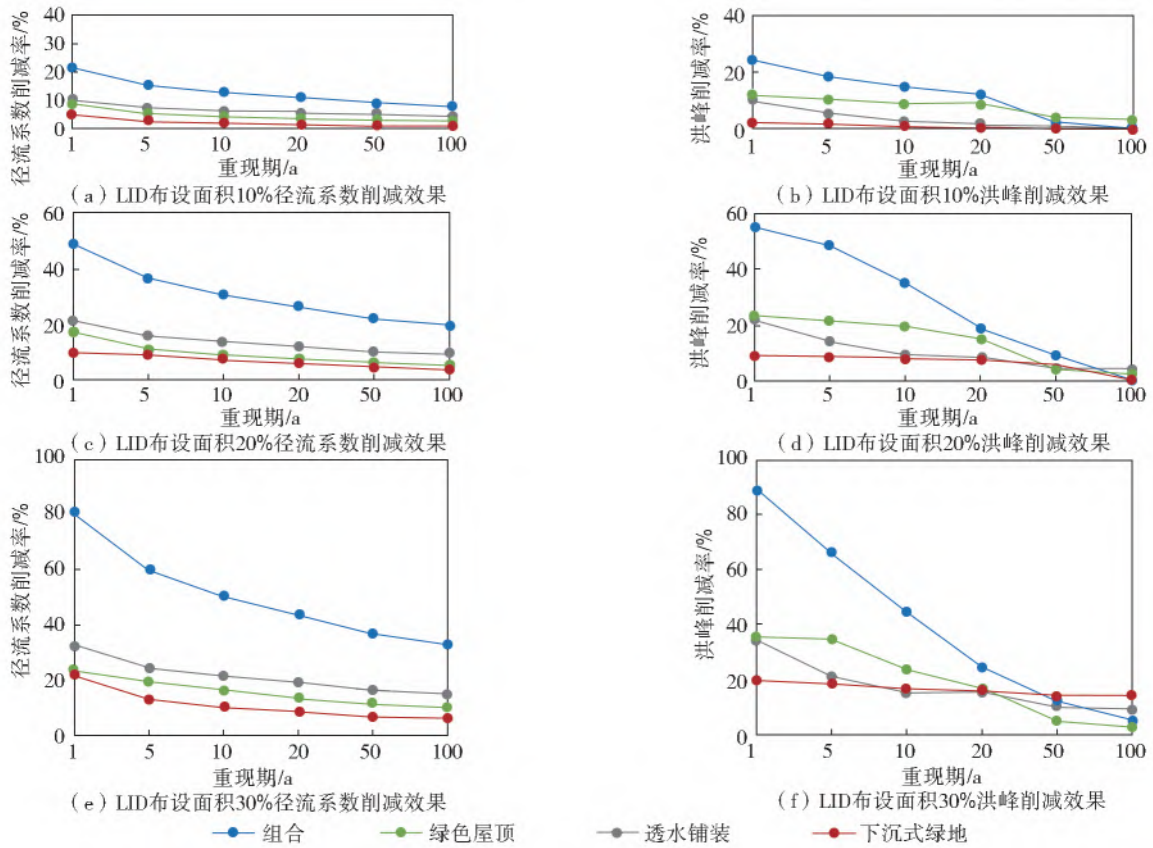 径流系数削减率/%
40
30
20
10
0
1 5 10 20 50 100
重现期/a
（a）LID布设面积10%径流系数削减效果
洪峰削减率/%
40
20
0
1 5 10 20 50 100
重现期/a
（b）LID布设面积10%洪峰削减效果
径流系数削减率/%
60
40
20
0
1 5 10 20 50 100
重现期/a
（c）LID布设面积20%径流系数削减效果
洪峰削减率/%
60
40
20
0
1 5 10 20 50 100
重现期/a
（d）LID布设面积20%洪峰削减效果
径流系数削减率/%
100
80
60
40
20
0
1 5 10 20 50 100
重现期/a
（e）LID布设面积30%径流系数削减效果
洪峰削减率/%
100
80
60
40
20
0
1 5 10 20 50 100
重现期/a
（f）LID布设面积30%洪峰削减效果
组合 绿色屋顶 透水铺装 下沉式绿地